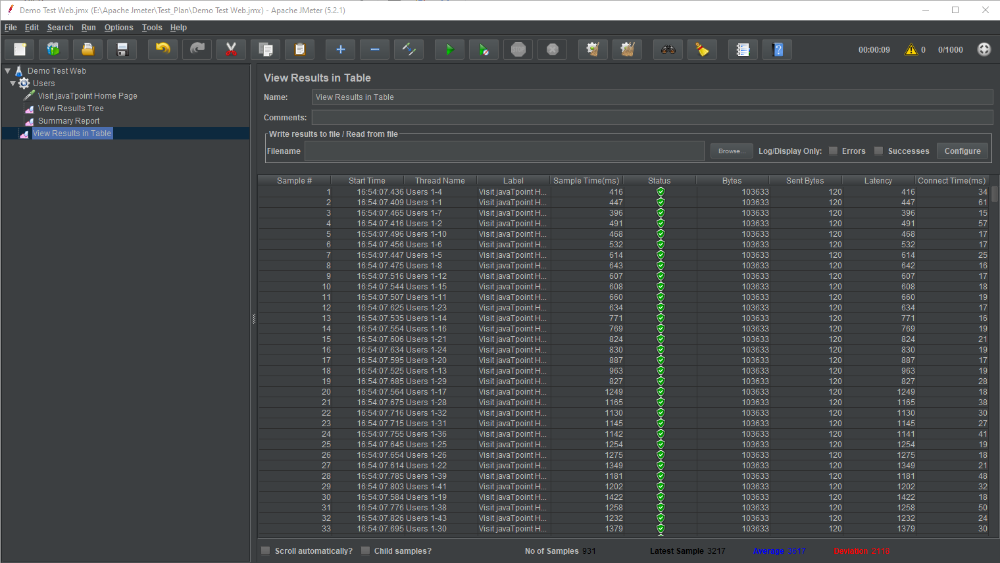 Demo Test Web.jmx (E:\Apache Jmeter\Test_Plan\Demo Test Web.jmx) - Apache JMeter (5.2.1)
File Edit Search Run Options Tools Help
STOP 00:00:09 0 0/1000
Demo Test Web
Users
Visit javaTpoint Home Page
View Results Tree
Summary Report
View Results in Table
View Results in Table
Name: View Results in Table
Comments:
Write results to file / Read from file
Filename Browse... Log/Display Only: Errors Successes Configure
Sample # Start Time Thread Name Label Sample Time(ms) Status Bytes Sent Bytes Latency Connect Time(ms)
1 16:54:07.436 Users 1-4 Visit javaTpoint H... 416 103633 120 416 34
2 16:54:07.409 Users 1-1 Visit javaTpoint H... 447 103633 120 447 61
3 16:54:07.465 Users 1-7 Visit javaTpoint H... 396 103633 120 396 15
4 16:54:07.416 Users 1-2 Visit javaTpoint H... 491 103633 120 491 57
5 16:54:07.496 Users 1-10 Visit javaTpoint H... 468 103633 120 468 17
6 16:54:07.456 Users 1-6 Visit javaTpoint H... 532 103633 120 532 17
7 16:54:07.447 Users 1-5 Visit javaTpoint H... 614 103633 120 614 25
8 16:54:07.475 Users 1-8 Visit javaTpoint H... 643 103633 120 642 16
9 16:54:07.516 Users 1-12 Visit javaTpoint H... 607 103633 120 607 17
10 16:54:07.544 Users 1-15 Visit javaTpoint H... 608 103633 120 608 18
11 16:54:07.507 Users 1-11 Visit javaTpoint H... 660 103633 120 660 19
12 16:54:07.625 Users 1-23 Visit javaTpoint H... 634 103633 120 634 17
13 16:54:07.535 Users 1-14 Visit javaTpoint H... 771 103633 120 771 16
14 16:54:07.554 Users 1-16 Visit javaTpoint H... 769 103633 120 769 19
15 16:54:07.606 Users 1-21 Visit javaTpoint H... 824 103633 120 824 21
16 16:54:07.634 Users 1-24 Visit javaTpoint H... 830 103633 120 830 19
17 16:54:07.595 Users 1-20 Visit javaTpoint H... 887 103633 120 887 17
18 16:54:07.525 Users 1-13 Visit javaTpoint H... 963 103633 120 963 19
19 16:54:07.685 Users 1-29 Visit javaTpoint H... 827 103633 120 827 28
20 16:54:07.564 Users 1-17 Visit javaTpoint H... 1249 103633 120 1249 18
21 16:54:07.675 Users 1-28 Visit javaTpoint H... 1165 103633 120 1165 38
22 16:54:07.716 Users 1-32 Visit javaTpoint H... 1130 103633 120 1130 30
23 16:54:07.715 Users 1-31 Visit javaTpoint H... 1145 103633 120 1145 27
24 16:54:07.755 Users 1-36 Visit javaTpoint H... 1142 103633 120 1141 41
25 16:54:07.645 Users 1-25 Visit javaTpoint H... 1254 103633 120 1254 19
26 16:54:07.654 Users 1-26 Visit javaTpoint H... 1275 103633 120 1275 18
27 16:54:07.614 Users 1-22 Visit javaTpoint H... 1349 103633 120 1349 21
28 16:54:07.785 Users 1-39 Visit javaTpoint H... 1181 103633 120 1181 48
29 16:54:07.803 Users 1-41 Visit javaTpoint H... 1202 103633 120 1202 32
30 16:54:07.584 Users 1-19 Visit javaTpoint H... 1422 103633 120 1422 18
31 16:54:07.776 Users 1-38 Visit javaTpoint H... 1258 103633 120 1258 50
32 16:54:07.826 Users 1-43 Visit javaTpoint H... 1232 103633 120 1232 24
33 16:54:07.695 Users 1-30 Visit javaTpoint H... 1379 103633 120 1379 30
Scroll automatically? Child samples? No of Samples 931 Latest Sample 3217 Average 3617 Deviation 2118